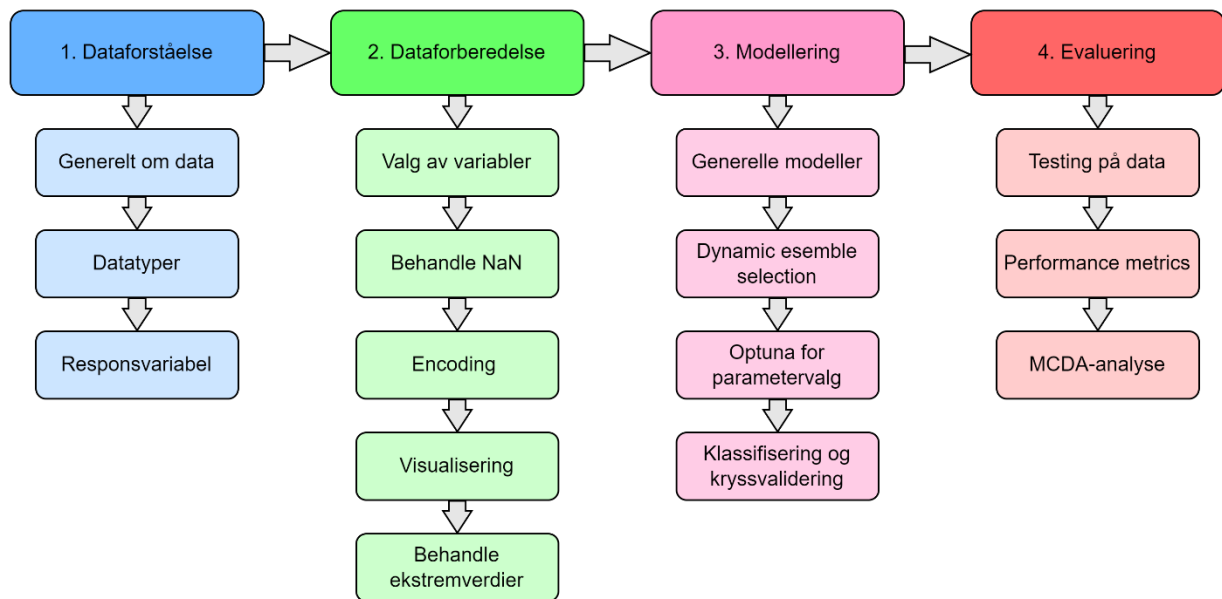 1. Dataforståelse
2. Dataforberedelse
3. Modellering
4. Evaluering
Generelt om data
Datatyper
Responsvariabel
Valg av variabler
Behandle NaN
Encoding
Visualisering
Behandle
ekstremverdier
Generelle modeller
Dynamic esemble
selection
Optuna for
parametervalg
Klassifisering og
kryssvalidering
Testing på data
Performance metrics
MCDA-analyse